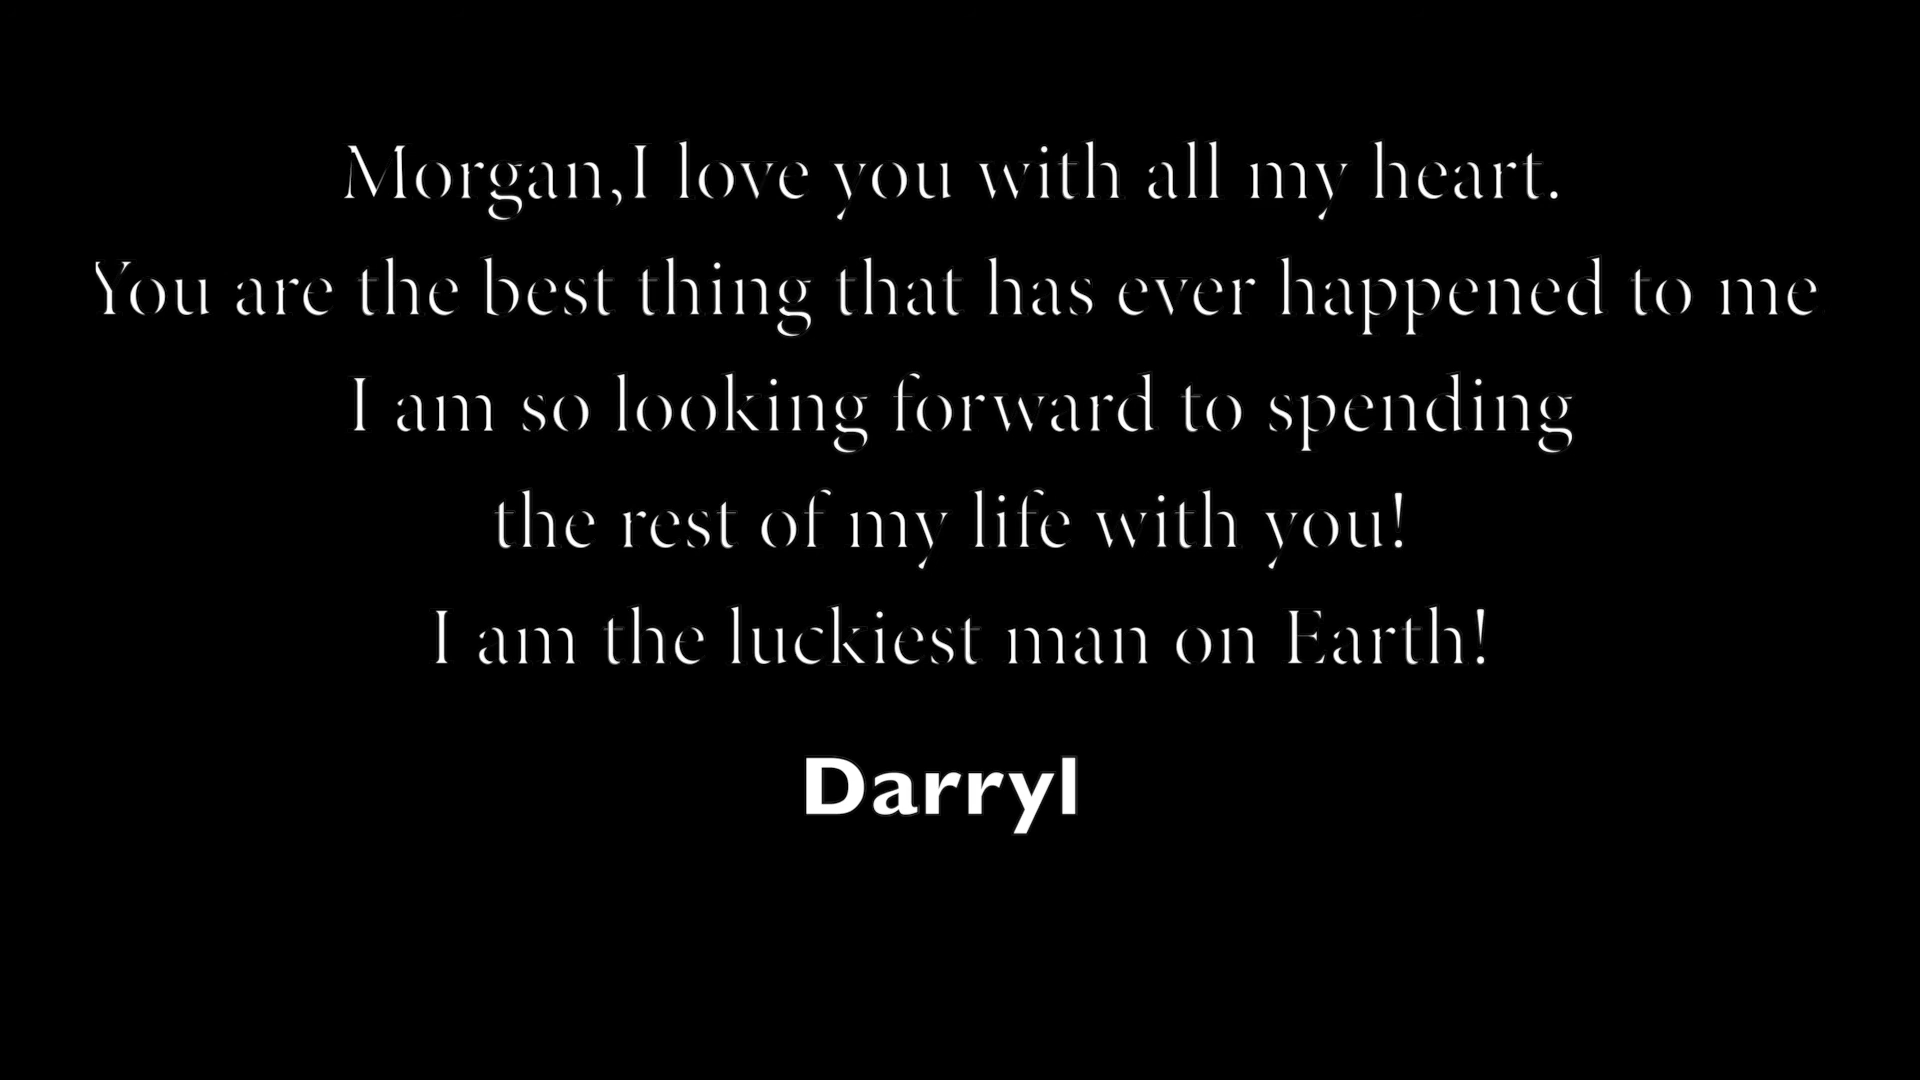 Morgan,I love you with all my heart.
You are the best thing that has ever happened to me
I am so looking forward to spending
the rest of my life with you!
I am the luckiest man on Earth!
Darryl